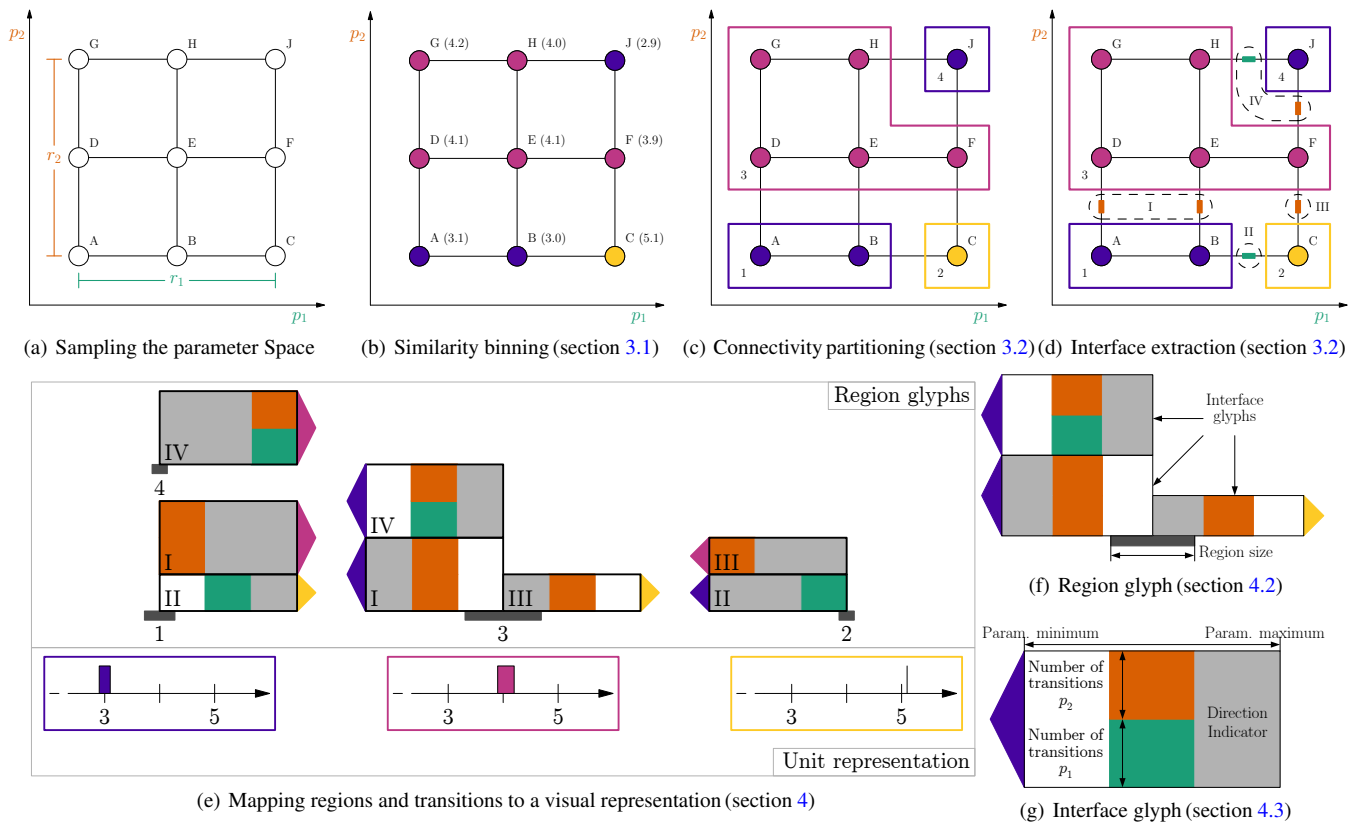 p2
G
H
J
D
E
F
r2
A
B
C
r1
p1
(a) Sampling the parameter Space
G (4.2)
H (4.0)
J (2.9)
D (4.1)
E (4.1)
F (3.9)
A (3.1)
B (3.0)
C (5.1)
p1
(b) Similarity binning (section 3.1)
G
H
J
4
D
E
F
3
A
B
C
1
2
p1
(c) Connectivity partitioning (section 3.2)
p2
G
H
J
4
IV
D
E
F
3
I
III
II
A
B
C
1
2
p1
(d) Interface extraction (section 3.2)
Region glyphs
IV
4
I
II
1
IV
I
III
3
III
II
2
3
5
3
5
3
5
Unit representation
(e) Mapping regions and transitions to a visual representation (section 4)
Interface
glyphs
Region size
(f) Region glyph (section 4.2)
Param. minimum
Param. maximum
Number of
transitions
p2
Direction
Indicator
Number of
transitions
p1
(g) Interface glyph (section 4.3)